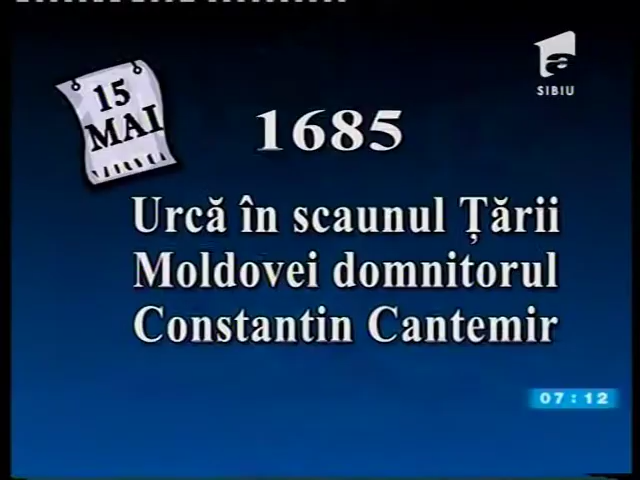 15
MAI
SIBIU
1685
Urcă în scaunul Țării
Moldovei domnitorul
Constantin Cantemir
07:12